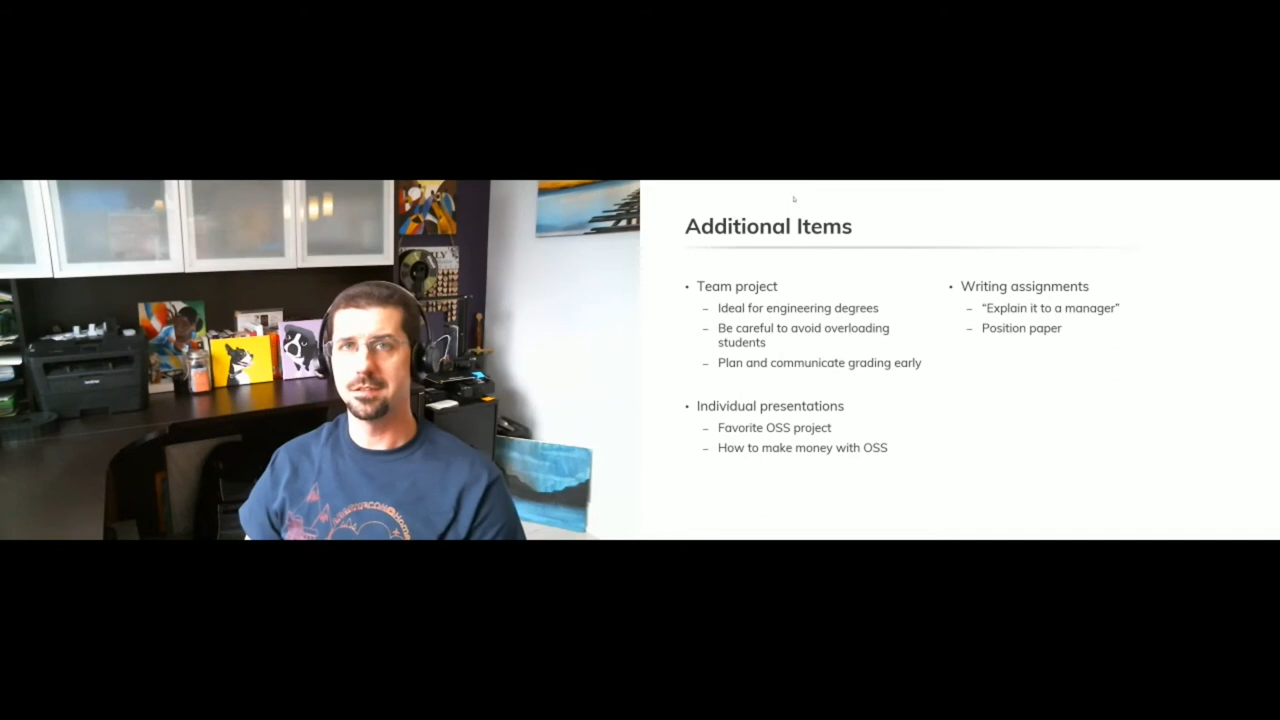 Additional Items
• Team project
– Ideal for engineering degrees
– Be careful to avoid overloading
students
– Plan and communicate grading early
• Individual presentations
– Favorite OSS project
– How to make money with OSS
• Writing assignments
– “Explain it to a manager”
– Position paper
brother